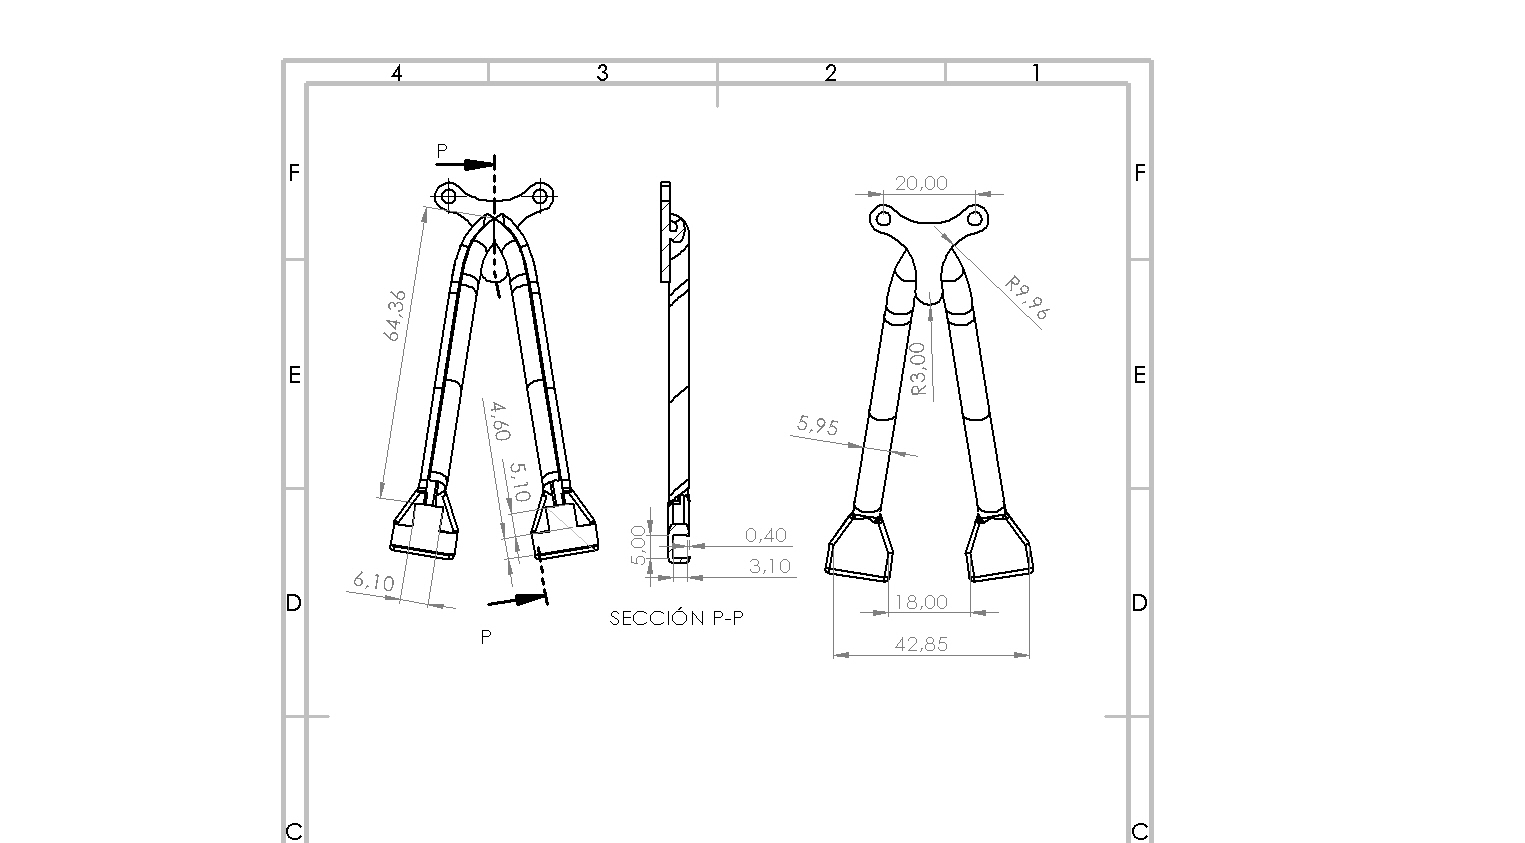 4 3 2 1
F F
P
20,00
R9,96
64,36
E E
R3,00
4,60
5,95
5,10
5,00
0,40
3,10
6,10
D D
18,00
SECCIÓN P-P
P
42,85
C C